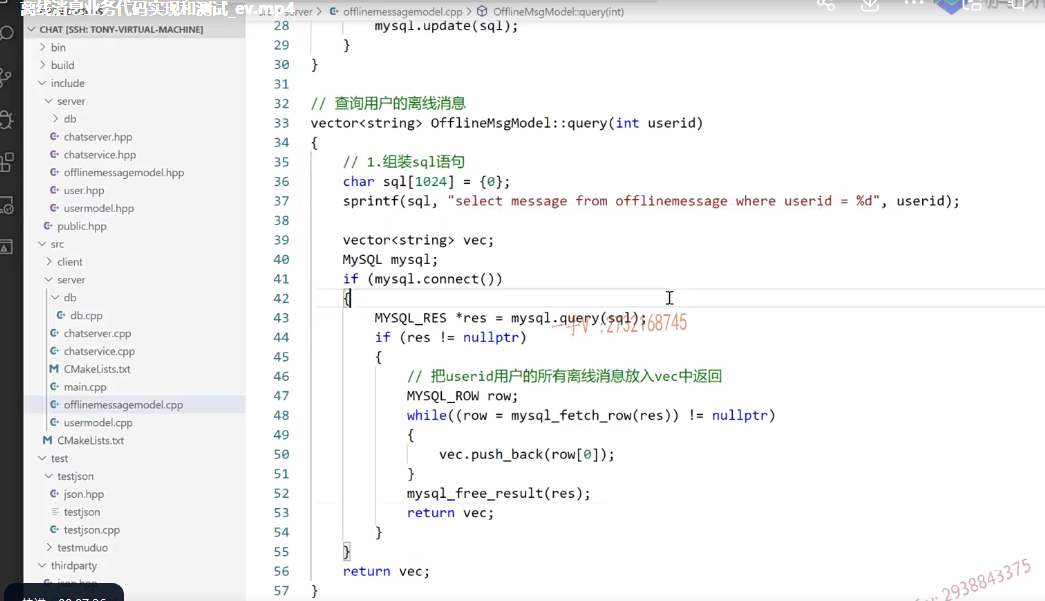 离线消息业务代码实现和测试_ev.mp4
server > offlinemessagemodel.cpp > OfflineMsgModel::query(int)
CHAT [SSH: TONY-VIRTUAL-MACHINE]
bin
build
include
server
db
chatserver.hpp
chatservice.hpp
offlinemessagemodel.hpp
user.hpp
usermodel.hpp
public.hpp
src
client
server
db
db.cpp
chatserver.cpp
chatservice.cpp
CMakeLists.txt
main.cpp
offlinemessagemodel.cpp
usermodel.cpp
CMakeLists.txt
test
testjson
json.hpp
testjson
testjson.cpp
testmuduo
thirdparty
json.hpp
28 mysql.update(sql);
29 }
30 }
31
32 // 查询用户的离线消息
33 vector<string> OfflineMsgModel::query(int userid)
34 {
35 // 1.组装sql语句
36 char sql[1024] = {0};
37 sprintf(sql, "select message from offlinemessage where userid = %d", userid);
38
39 vector<string> vec;
40 MySQL mysql;
41 if (mysql.connect())
42 {
43 MYSQL_RES *res = mysql.query(sql);
44 if (res != nullptr)
45 {
46 // 把userid用户的所有离线消息放入vec中返回
47 MYSQL_ROW row;
48 while((row = mysql_fetch_row(res)) != nullptr)
49 {
50 vec.push_back(row[0]);
51 }
52 mysql_free_result(res);
53 return vec;
54 }
55 }
56 return vec;
57 }
一手V :2732168745
2938843375